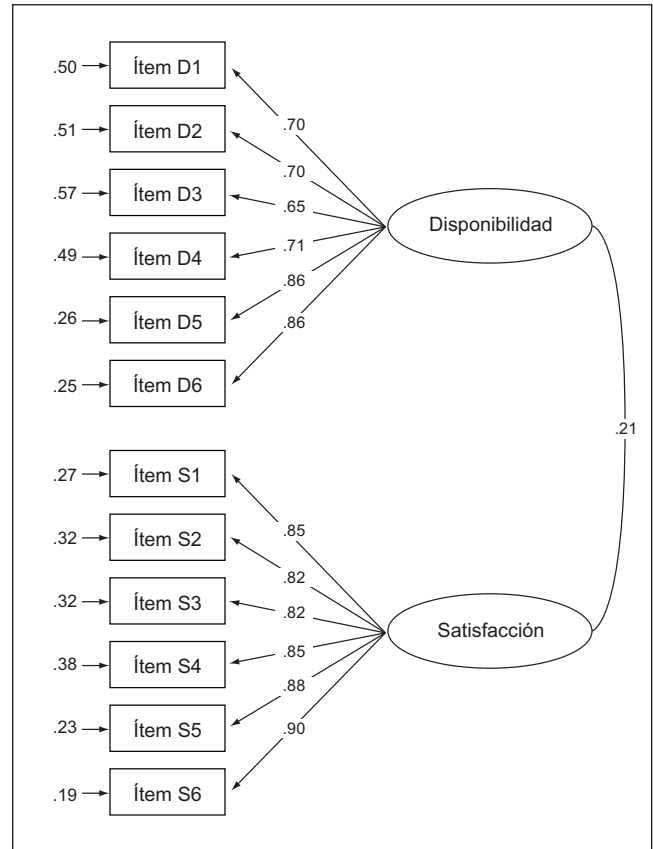 .50 Ítem D1
.70
.51 Ítem D2
.70
.57 Ítem D3
.65
Disponibilidad
.49 Ítem D4
.71
.86
.26 Ítem D5
.86
.25 Ítem D6
.21
.27 Ítem S1
.85
.32 Ítem S2
.82
.32 Ítem S3
.82
Satisfacción
.38 Ítem S4
.85
.88
.23 Ítem S5
.90
.19 Ítem S6